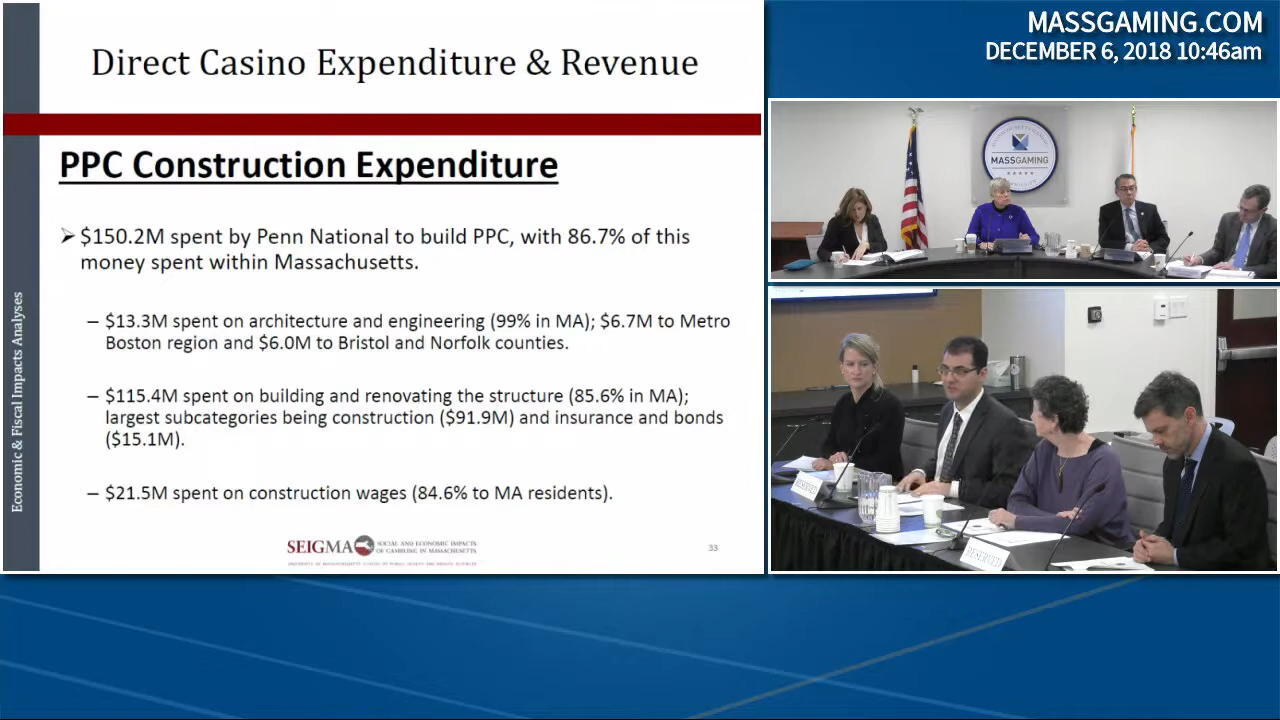 Direct Casino Expenditure & Revenue
PPC Construction Expenditure
➢ $150.2M spent by Penn National to build PPC, with 86.7% of this
money spent within Massachusetts.
– $13.3M spent on architecture and engineering (99% in MA); $6.7M to Metro
Boston region and $6.0M to Bristol and Norfolk counties.
– $115.4M spent on building and renovating the structure (85.6% in MA);
largest subcategories being construction ($91.9M) and insurance and bonds
($15.1M).
– $21.5M spent on construction wages (84.6% to MA residents).
Economic & Fiscal Impacts Analyses
SEIGMA SOCIAL AND ECONOMIC IMPACTS
OF GAMBLING IN MASSACHUSETTS
33
MASSGAMING.COM
DECEMBER 6, 2018 10:46am
MASSGAMING
RESERVED
RESERVED